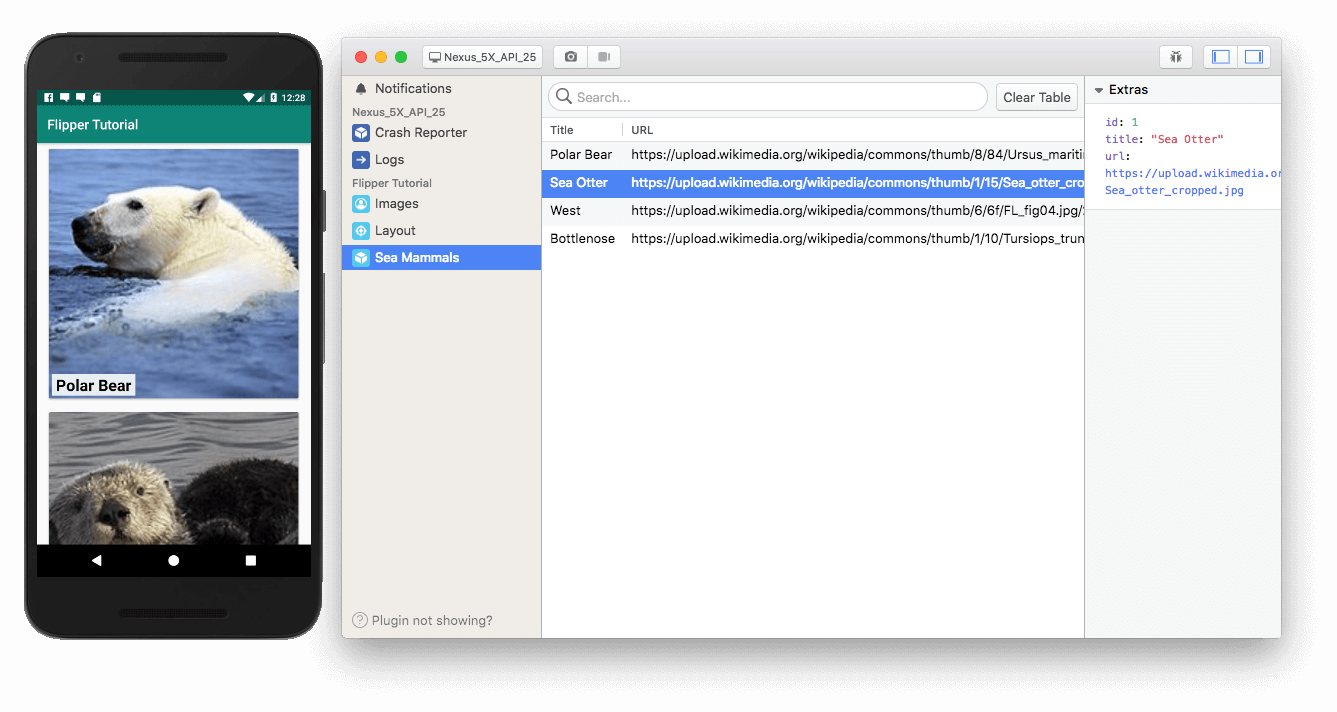 12:28
Flipper Tutorial
Polar Bear
Nexus_5X_API_25
Notifications
Nexus_5X_API_25
Crash Reporter
Logs
Flipper Tutorial
Images
Layout
Sea Mammals
? Plugin not showing?
Search...
Clear Table
Title URL
Polar Bear https://upload.wikimedia.org/wikipedia/commons/thumb/8/84/Ursus_mariti
Sea Otter https://upload.wikimedia.org/wikipedia/commons/thumb/1/15/Sea_otter_cro
West https://upload.wikimedia.org/wikipedia/commons/thumb/6/6f/FL_fig04.jpg/
Bottlenose https://upload.wikimedia.org/wikipedia/commons/thumb/1/10/Tursiops_trun
Extras
id: 1
title: "Sea Otter"
url:
https://upload.wikimedia.or
Sea_otter_cropped.jpg